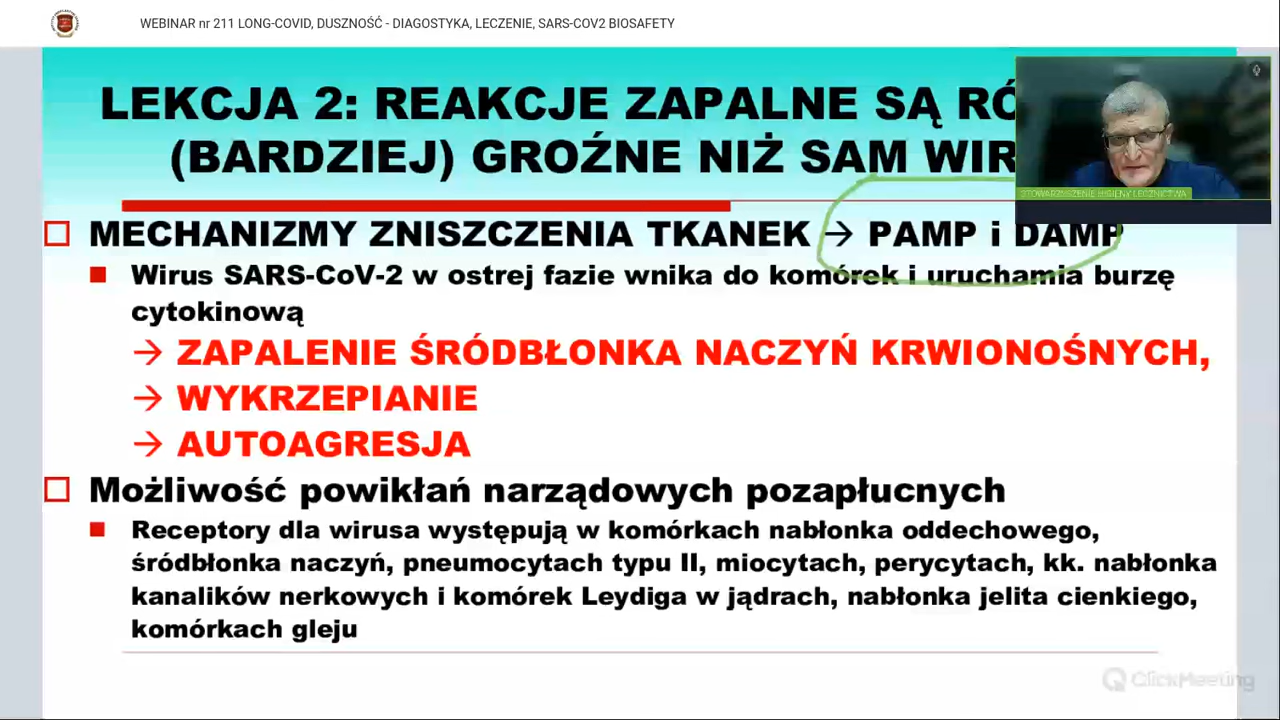 WEBINAR nr 211 LONG-COVID, DUSZNOŚĆ - DIAGOSTYKA, LECZENIE, SARS-COV2 BIOSAFETY
LEKCJA 2: REAKCJE ZAPALNE SĄ
(BARDZIEJ) GROŹNE NIŻ SAM
STOWARZYSZENIE HIGIENY LECZNICTWA
MECHANIZMY ZNISZCZENIA TKANEK → PAMP i DAMP
Wirus SARS-CoV-2 w ostrej fazie wnika do komórek i uruchamia burzę
cytokinową
→ ZAPALENIE ŚRÓDBŁONKA NACZYŃ KRWIONOŚNYCH,
→ WYKRZEPIANIE
→ AUTOAGRESJA
Możliwość powikłań narządowych pozapłucnych
Receptory dla wirusa występują w komórkach nabłonka oddechowego,
śródbłonka naczyń, pneumocytach typu II, miocytach, perycytach, kk. nabłonka
kanalików nerkowych i komórek Leydiga w jądrach, nabłonka jelita cienkiego,
komórkach gleju
ClickMeeting